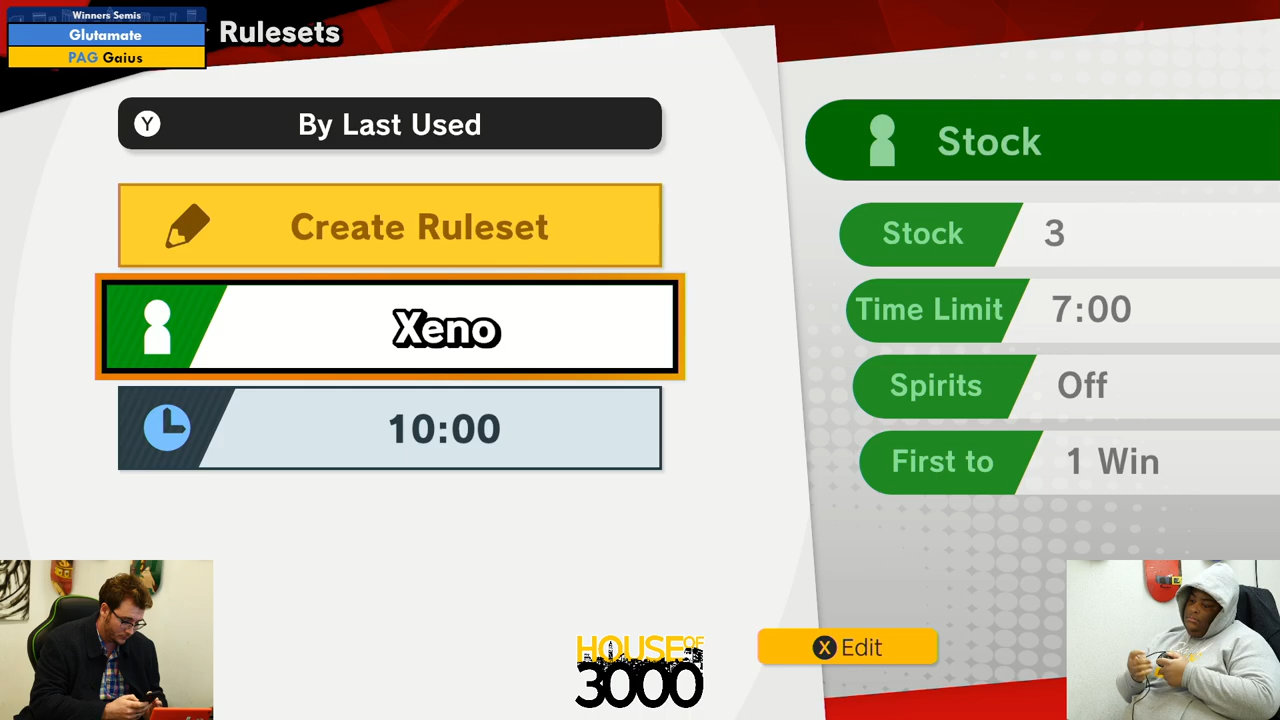 Winners Semis
Glutamate
PAG Gaius
Rulesets
Y By Last Used
Create Ruleset
Xeno
10:00
Stock
Stock 3
Time Limit 7:00
Spirits Off
First to 1 Win
X Edit
HOUSE OF
3000